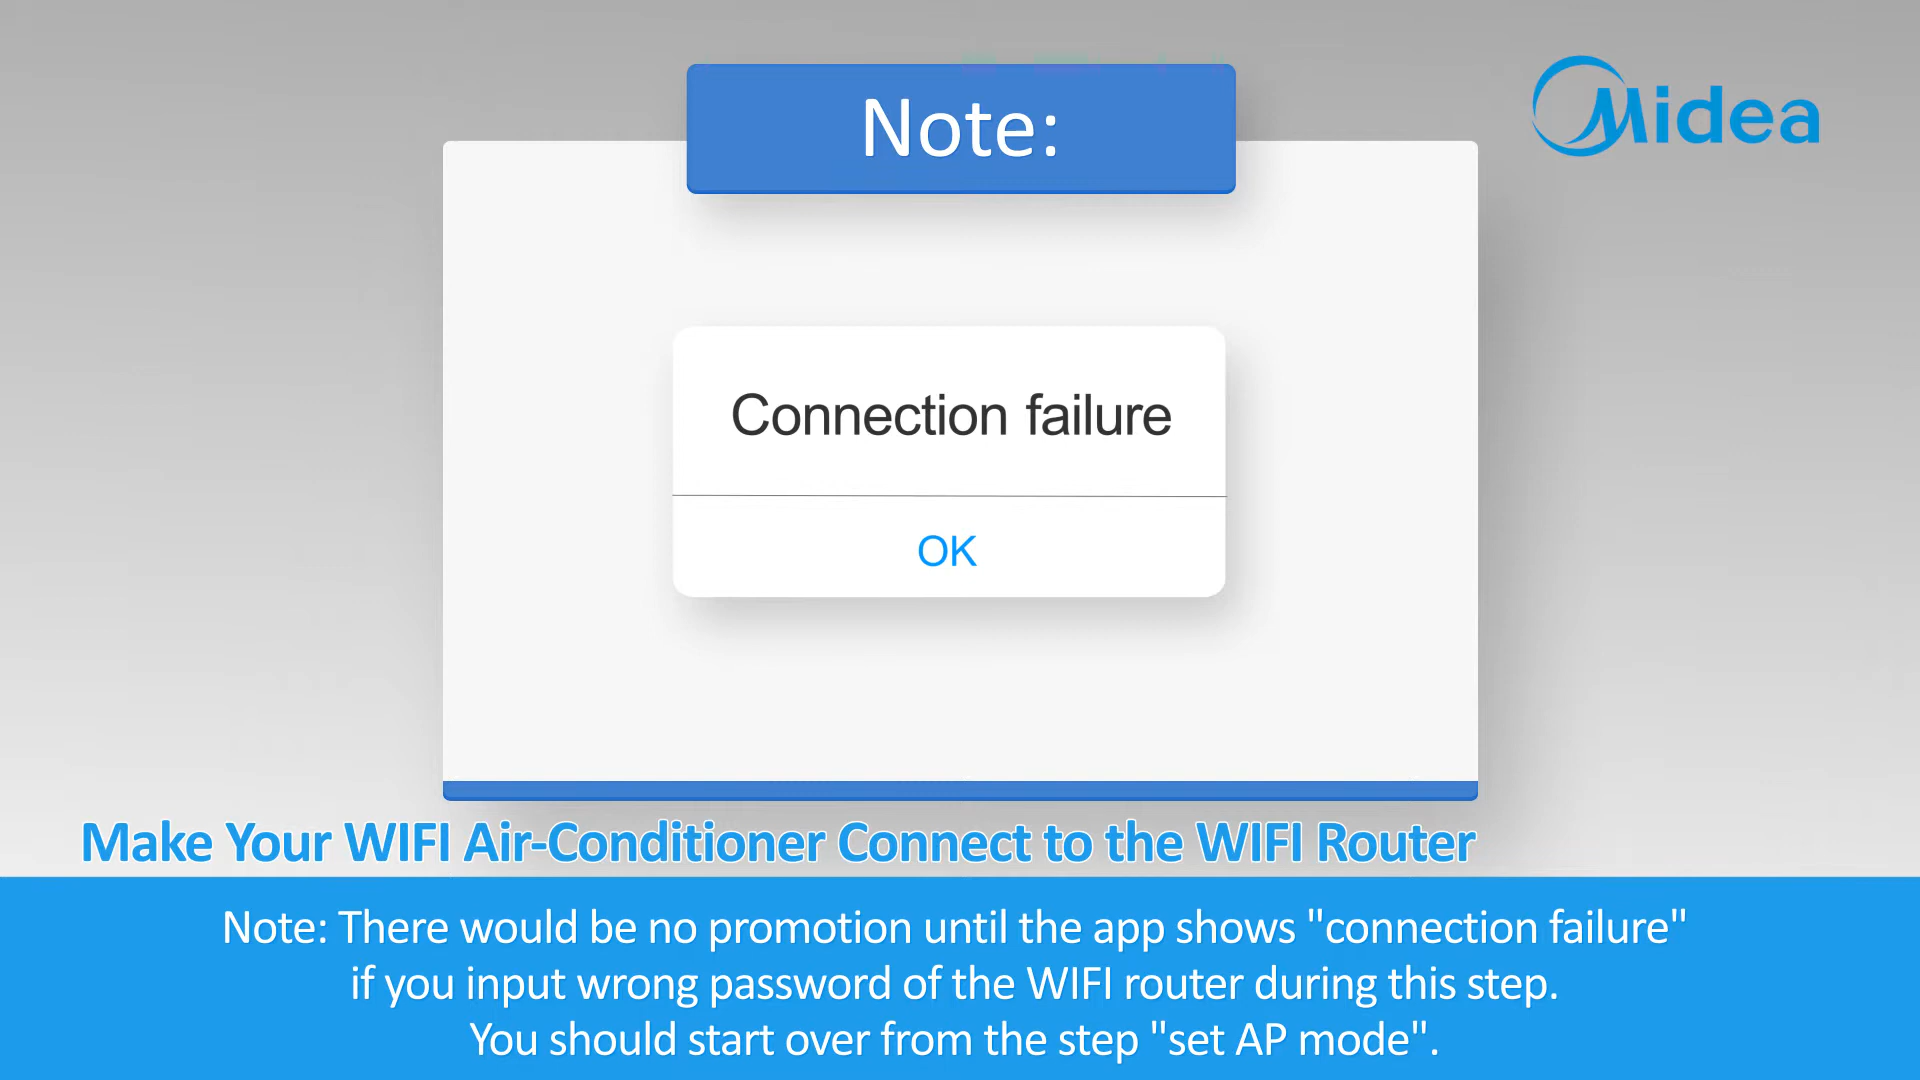 Note:
Midea
Connection failure
OK
Make Your WIFI Air-Conditioner Connect to the WIFI Router
Note: There would be no promotion until the app shows "connection failure"
if you input wrong password of the WIFI router during this step.
You should start over from the step "set AP mode".